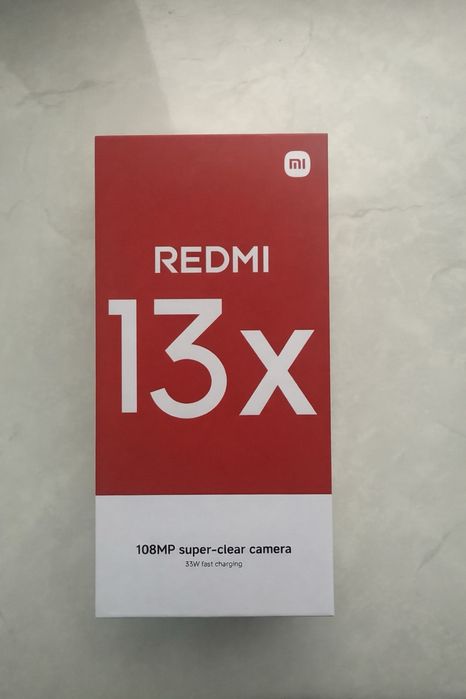 mi
REDMI
13x
108MP super-clear camera
33W fast charging